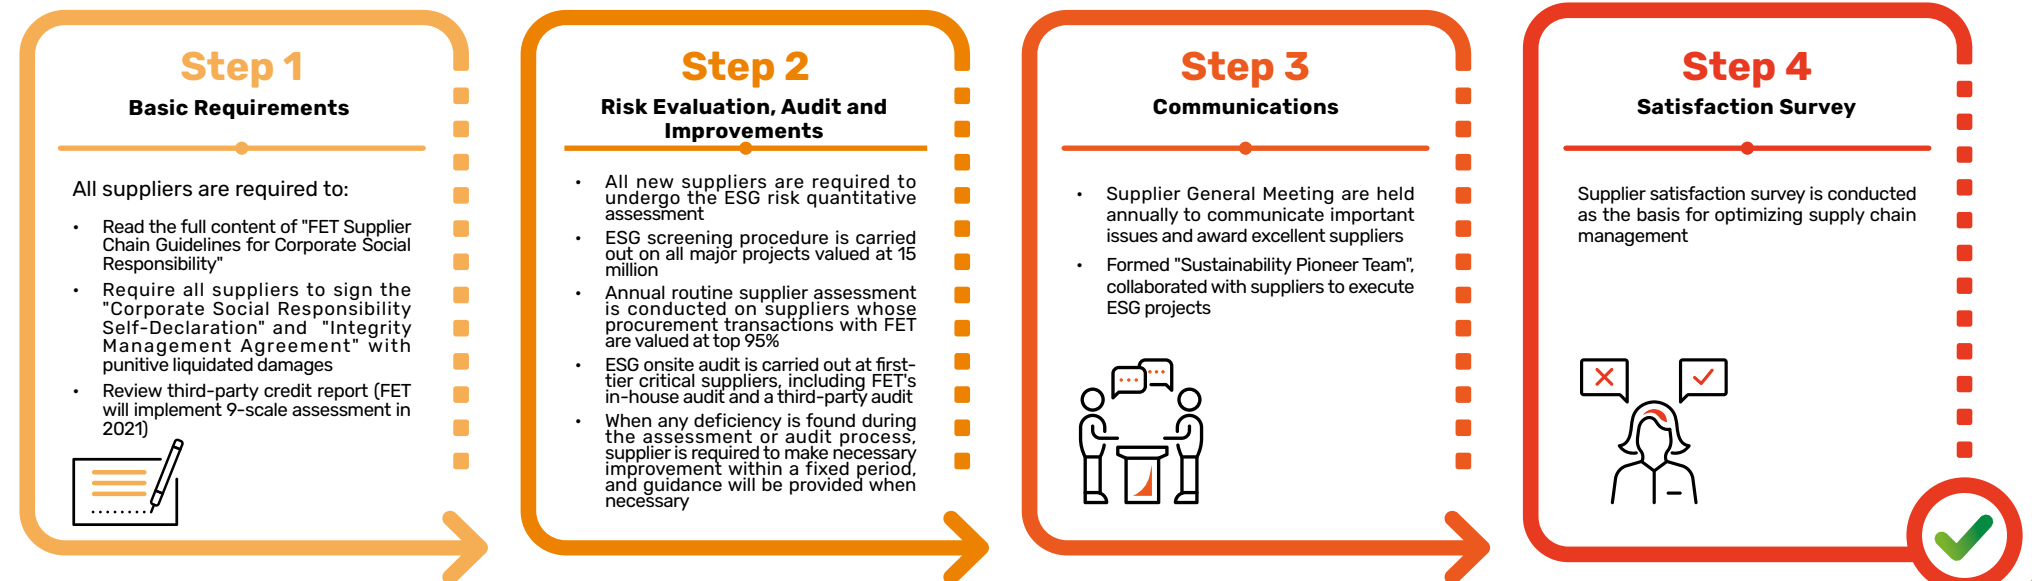 Step 1
Basic Requirements
All suppliers are required to:
• Read the full content of "FET Supplier
Chain Guidelines for Corporate Social
Responsibility"
• Require all suppliers to sign the
"Corporate Social Responsibility
Self-Declaration" and "Integrity
Management Agreement" with
punitive liquidated damages
• Review third-party credit report (FET
will implement 9-scale assessment in
2021)
Step 2
Risk Evaluation, Audit and
Improvements
• All new suppliers are required to
undergo the ESG risk quantitative
assessment
• ESG screening procedure is carried
out on all major projects valued at 15
million
• Annual routine supplier assessment
is conducted on suppliers whose
procurement transactions with FET
are valued at top 95%
• ESG onsite audit is carried out at first-
tier critical suppliers, including FET's
in-house audit and a third-party audit
• When any deficiency is found during
the assessment or audit process,
supplier is required to make necessary
improvement within a fixed period,
and guidance will be provided when
necessary
Step 3
Communications
• Supplier General Meeting are held
annually to communicate important
issues and award excellent suppliers
• Formed "Sustainability Pioneer Team",
collaborated with suppliers to execute
ESG projects
Step 4
Satisfaction Survey
Supplier satisfaction survey is conducted
as the basis for optimizing supply chain
management